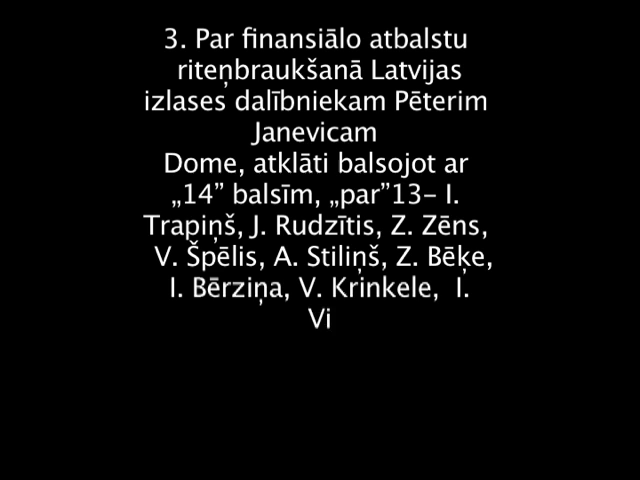 3. Par finansiālo atbalstu
riteņbraukšanā Latvijas
izlases dalībniekam Pēterim
Janevicam
Dome, atklāti balsojot ar
„14” balsīm, „par”13– I.
Trapiņš, J. Rudzītis, Z. Zēns,
V. Špēlis, A. Stiliņš, Z. Bēķe,
I. Bērziņa, V. Krinkele, I.
Vi